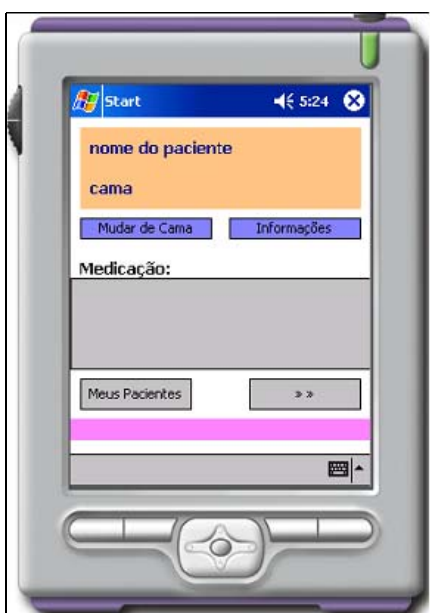 Start 5:24
nome do paciente
cama
Mudar de Cama Informações
Medicação:
Meus Pacientes » »